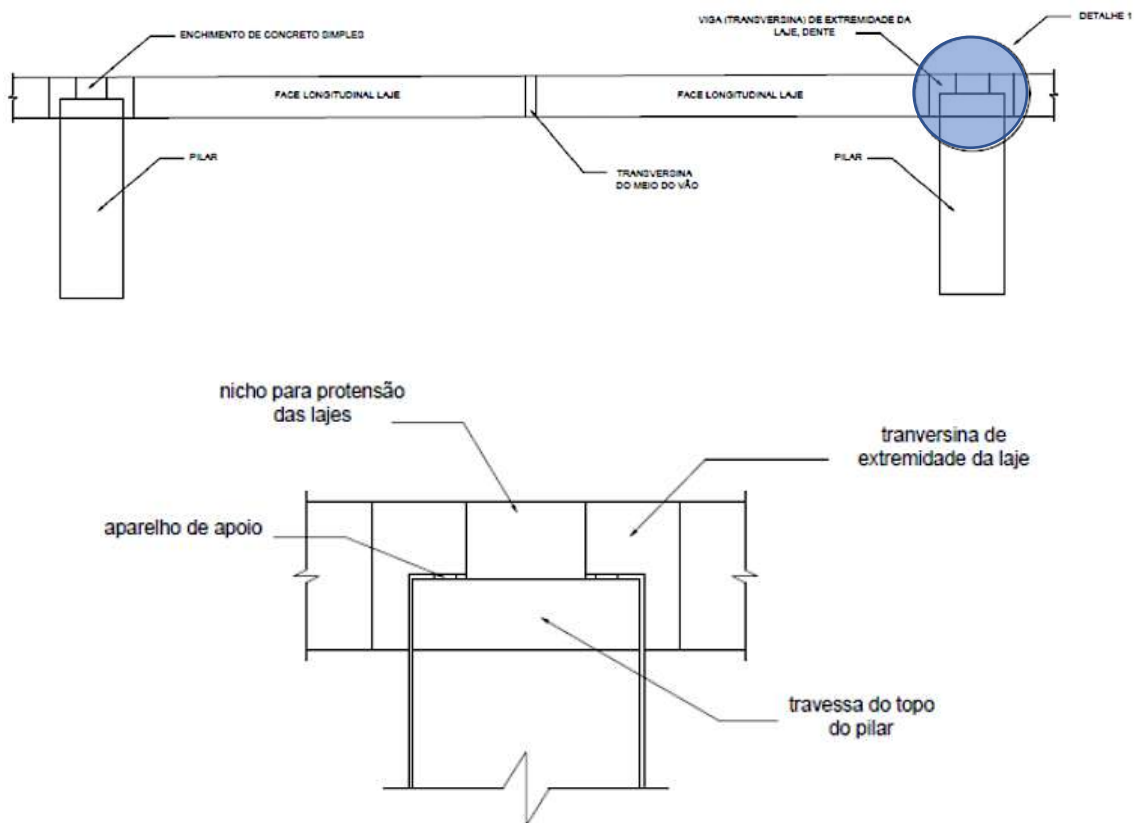 ENCHIMENTO DE CONCRETO SIMPLES
VIGA (TRANSVERSINA) DE EXTREMIDADE DA
LAJE, DENTE
DETALHE 1
FACE LONGITUDINAL LAJE
FACE LONGITUDINAL LAJE
PILAR
TRANSVERSINA
DO MEIO DO VÃO
PILAR
nicho para protensão
das lajes
tranversina de
extremidade da laje
aparelho de apoio
travessa do topo
do pilar